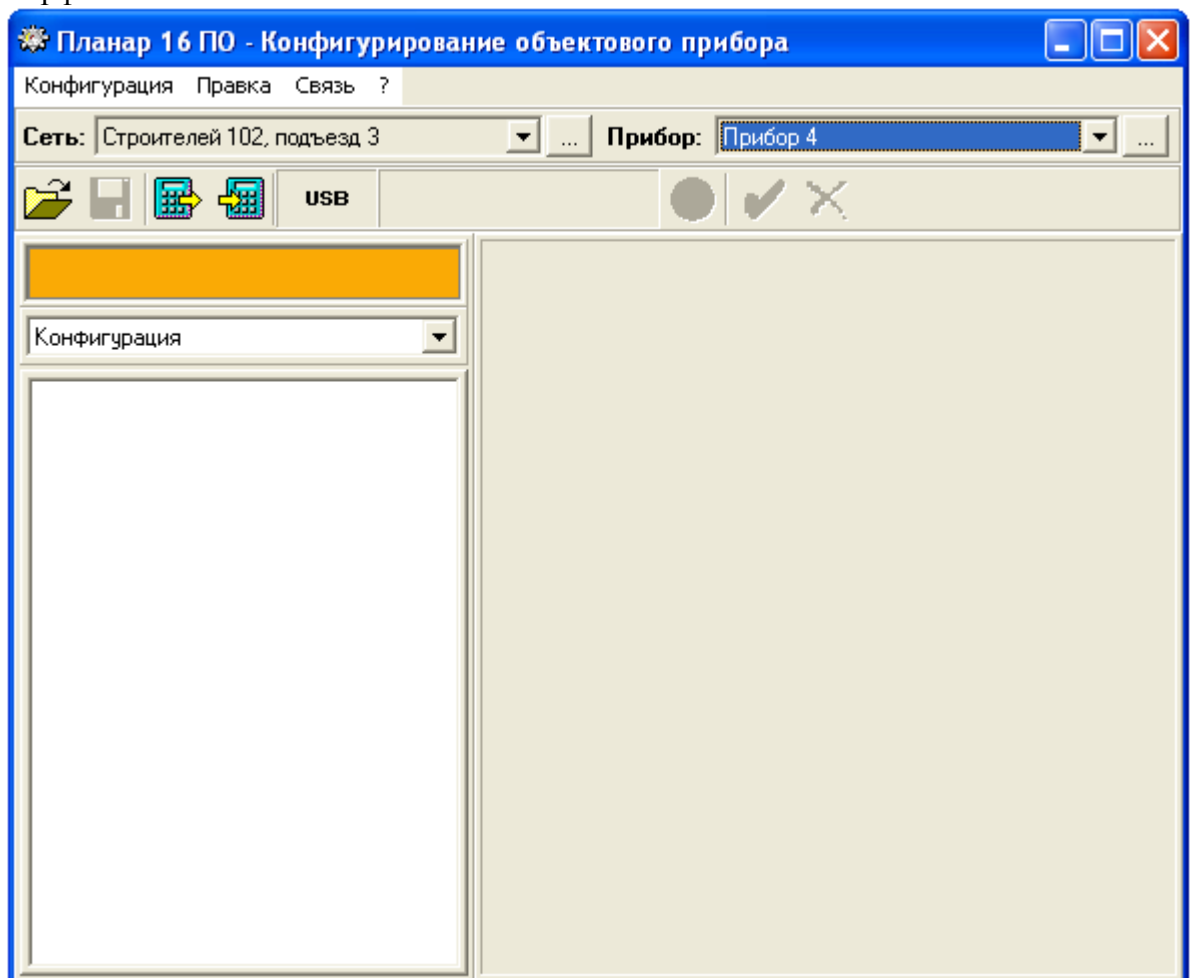 Планар 16 ПО - Конфигурирование объектового прибора
Конфигурация Правка Связь ?
Сеть: Строителей 102, подъезд 3 ... Прибор: Прибор 4 ...
USB
Конфигурация